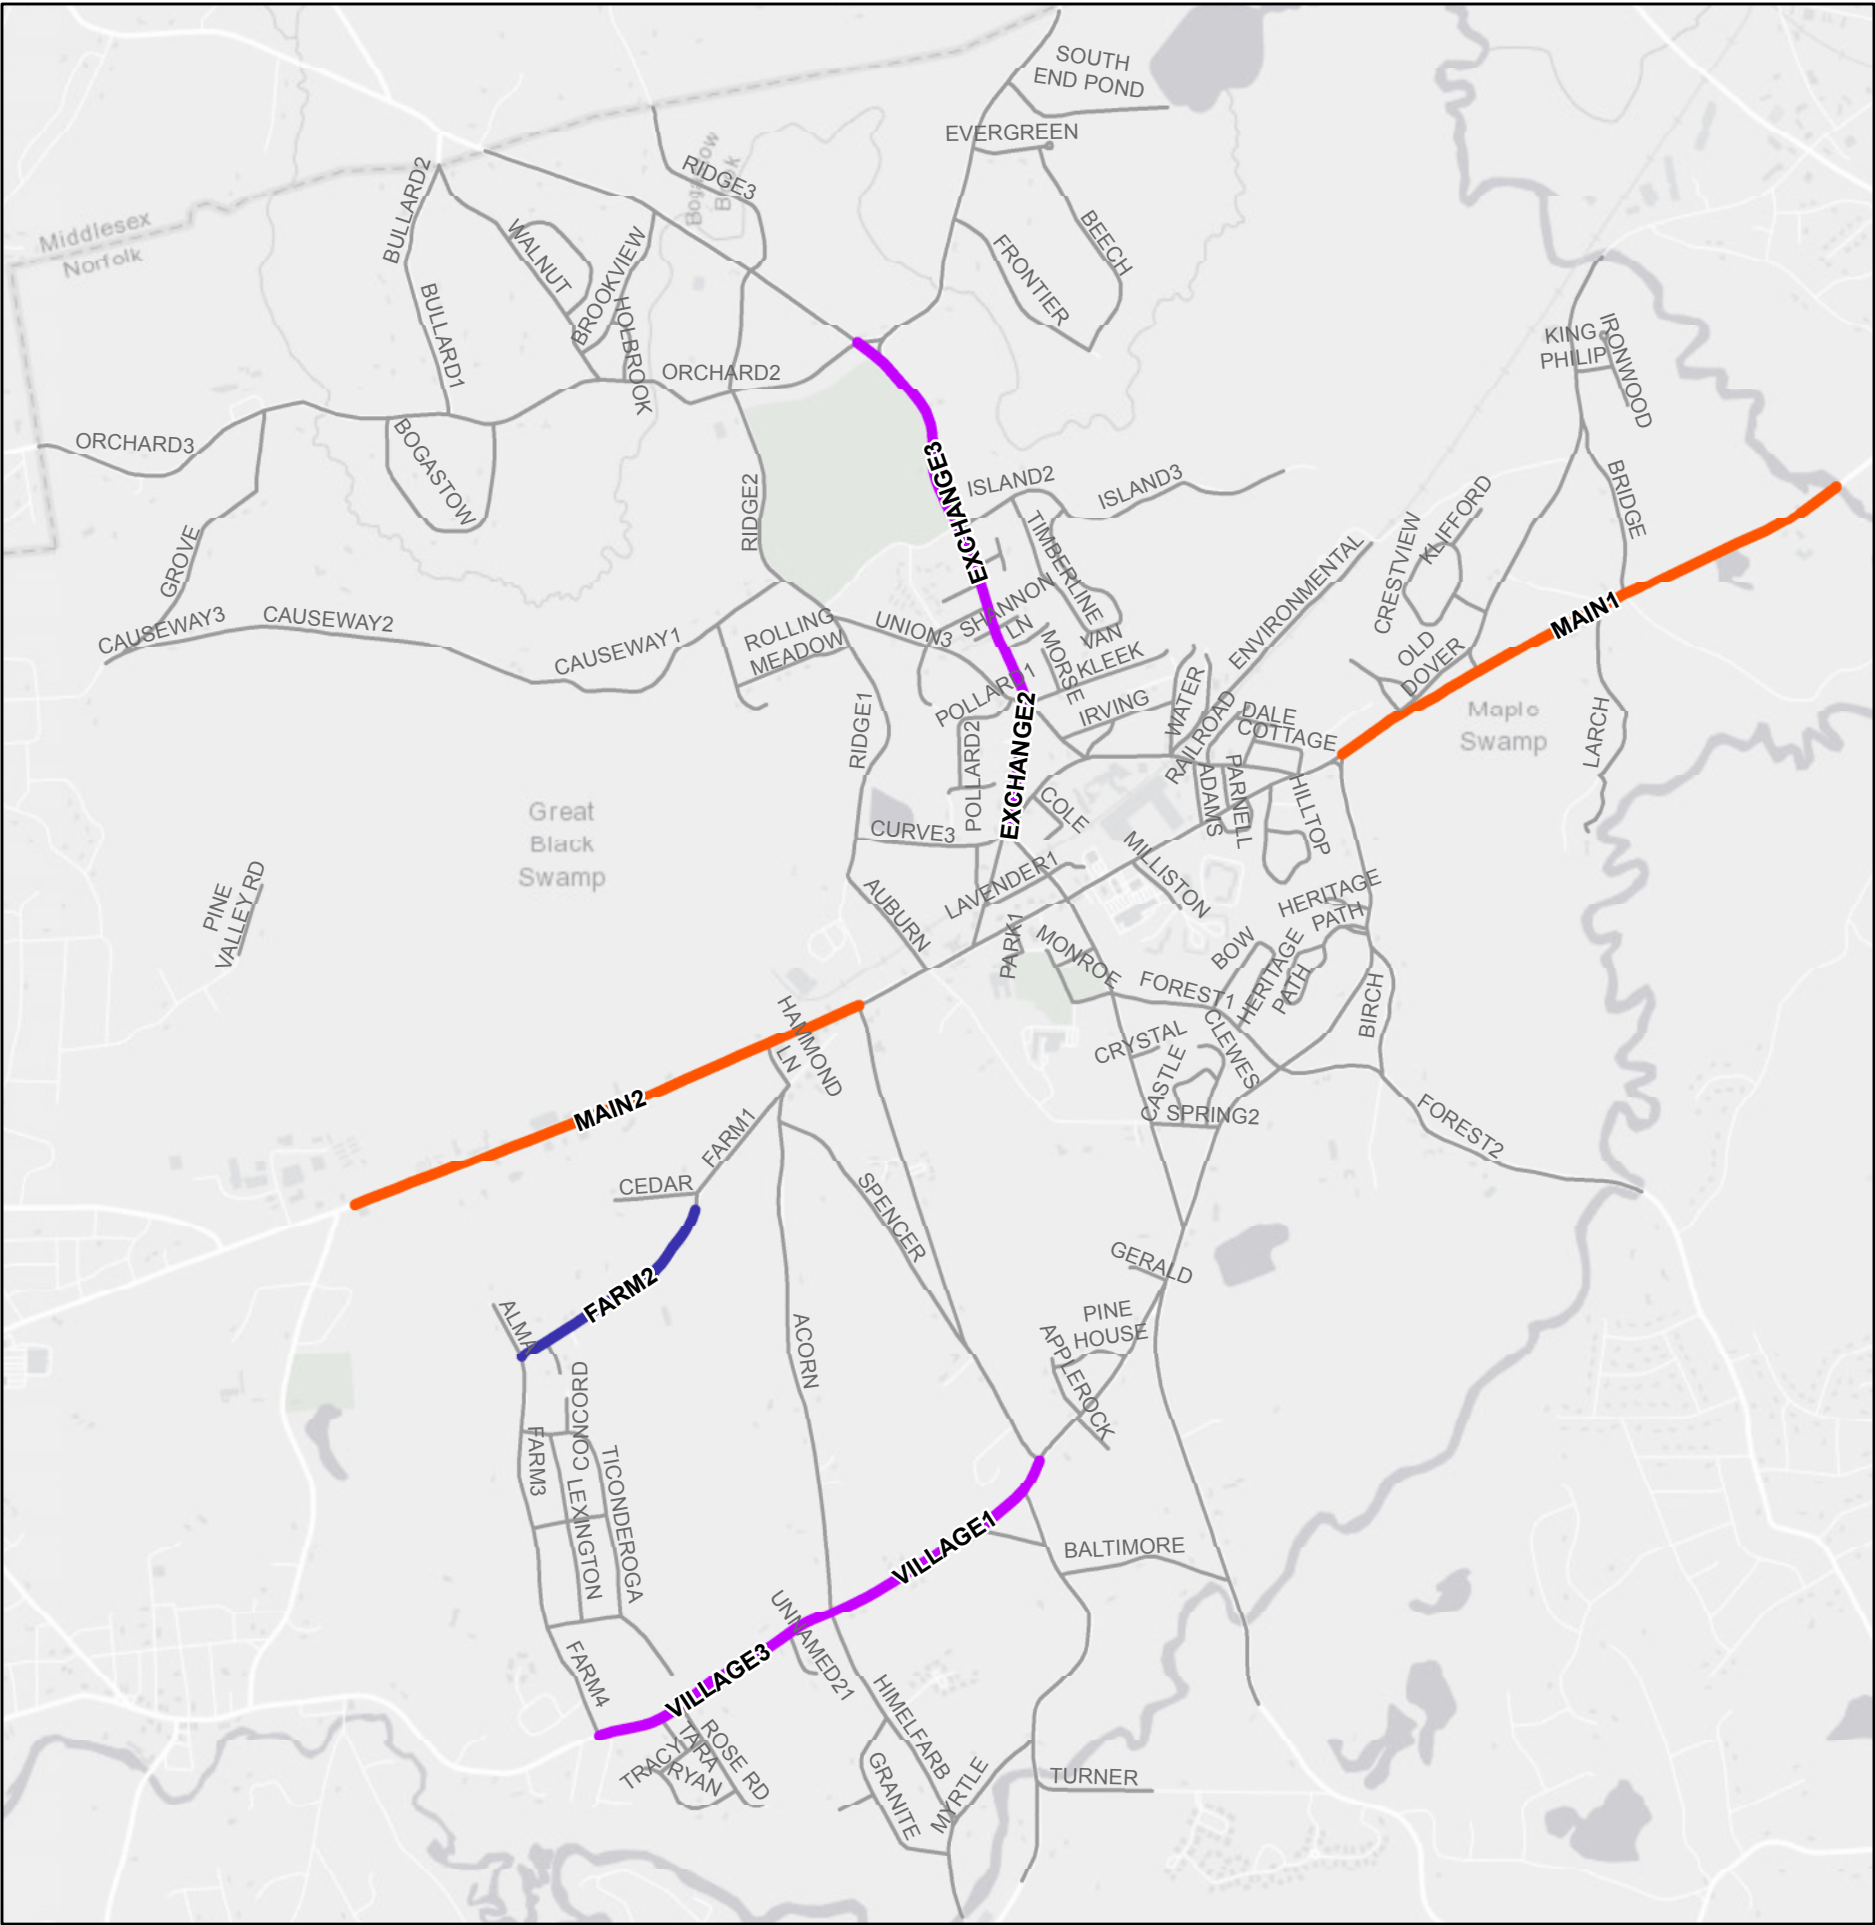 SOUTH
END POND
EVERGREEN
RIDGE3
BULLARD2
Middlesex
Norfolk
WALNUT
BROOKVIEW
BEECH
FRONTIER
BULLARD1
HOLBROOK
KING
PHILIP
IRONWOOD
ORCHARD2
ORCHARD3
BOGASTOW
EXCHANGE3
ISLAND2
ISLAND3
RIDGE2
TIMBERLINE
KLIFFORD
BRIDGE
CRESTVIEW
ENVIRONMENTAL
GROVE
CAUSEWAY3
CAUSEWAY2
CAUSEWAY1
ROLLING
MEADOW
UNION3
SHANNON
LN
MORSE
VAN
KLEEK
MAIN1
OLD
DOVER
POLLARD1
EXCHANGE2
IRVING
WATER
RAILROAD
DALE
COTTAGE
Maple
Swamp
LARCH
RIDGE1
POLLARD2
COLE
ADAMS
PARNELL
HILLTOP
Great
Black
Swamp
CURVE3
MILLISTON
LAVENDER1
PINE
VALLEY RD
AUBURN
HERITAGE
PATH
PARK1
MONROE
BOW
HERITAGE
PATH
FOREST1
BIRCH
HAMMOND
LN
CRYSTAL
CLEWES
CASTLE
SPRING2
MAIN2
FARM1
FOREST2
CEDAR
SPENCER
GERALD
FARM2
ALMA
PINE
HOUSE
APPLEROCK
ACORN
CONCORD
FARM3
LEXINGTON
TICONDEROGA
VILLAGE1
BALTIMORE
UNNAMED21
FARM4
VILLAGE3
HIMELFARB
TARA
ROSE RD
TRACY
RYAN
GRANITE
MYRTLE
TURNER